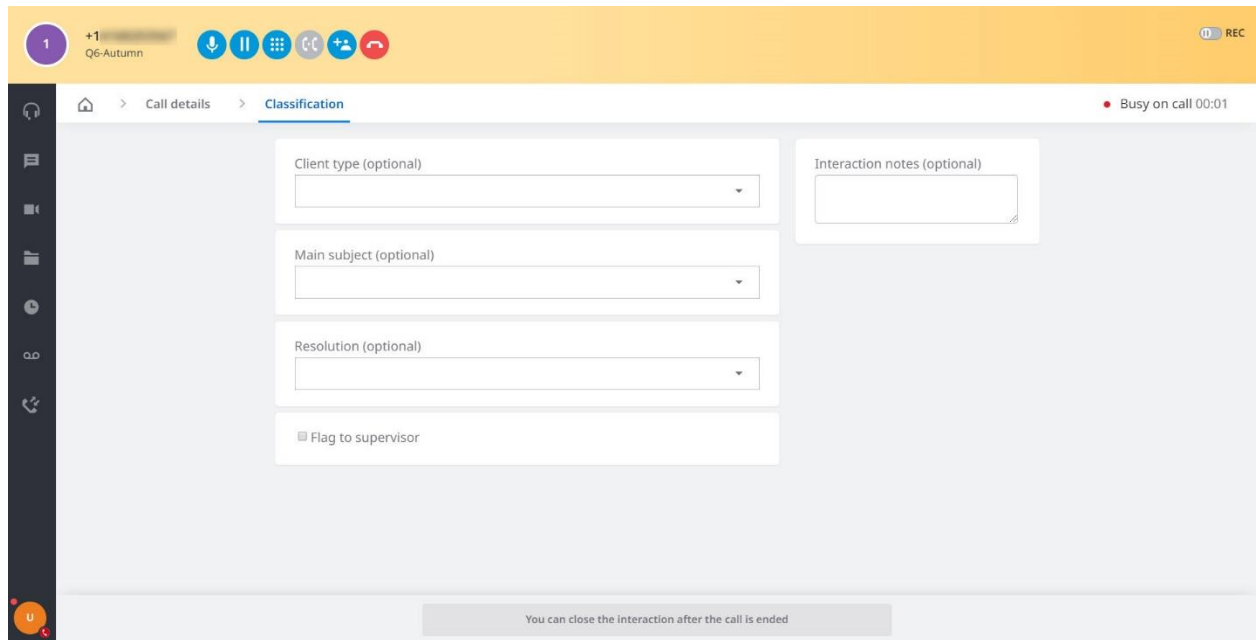 1
+1
Q6-Autumn
REC
> Call details > Classification
Busy on call 00:01
Client type (optional)
Interaction notes (optional)
Main subject (optional)
Resolution (optional)
Flag to supervisor
U
You can close the interaction after the call is ended